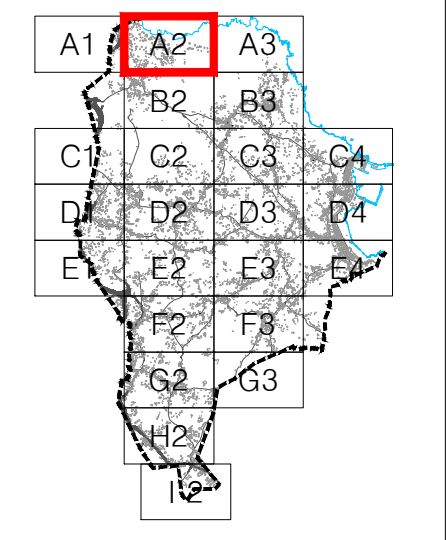 A1 A2 A3
B2 B3
C1 C2 C3 C4
D1 D2 D3 D4
E1 E2 E3 E4
F2 F3
G2 G3
H2
I2